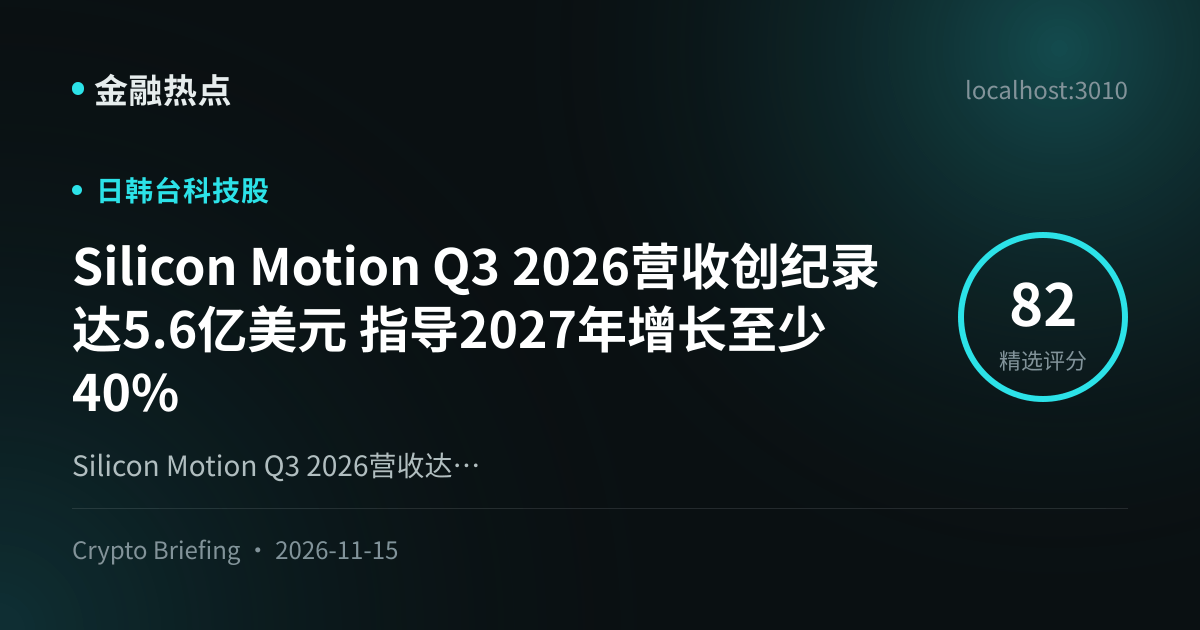 金融热点
localhost:3010
日韩台科技股
Silicon Motion Q3 2026营收创纪录
达5.6亿美元 指导2027年增长至少
40%
82
精选评分
Silicon Motion Q3 2026营收达…
Crypto Briefing · 2026-11-15